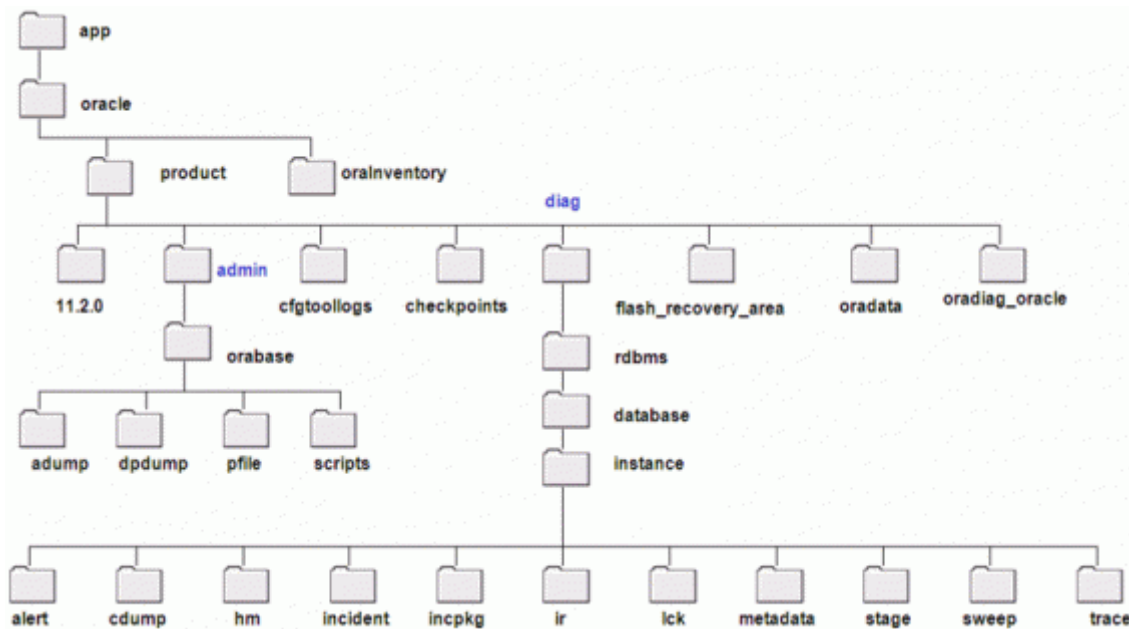 app
oracle
product
oraInventory
diag
11.2.0
admin
cfgtoollogs
checkpoints
flash_recovery_area
oradata
oradiag_oracle
orabase
rdbms
database
adump
dpdump
pfile
scripts
instance
alert
cdump
hm
incident
incpkg
ir
lck
metadata
stage
sweep
trace